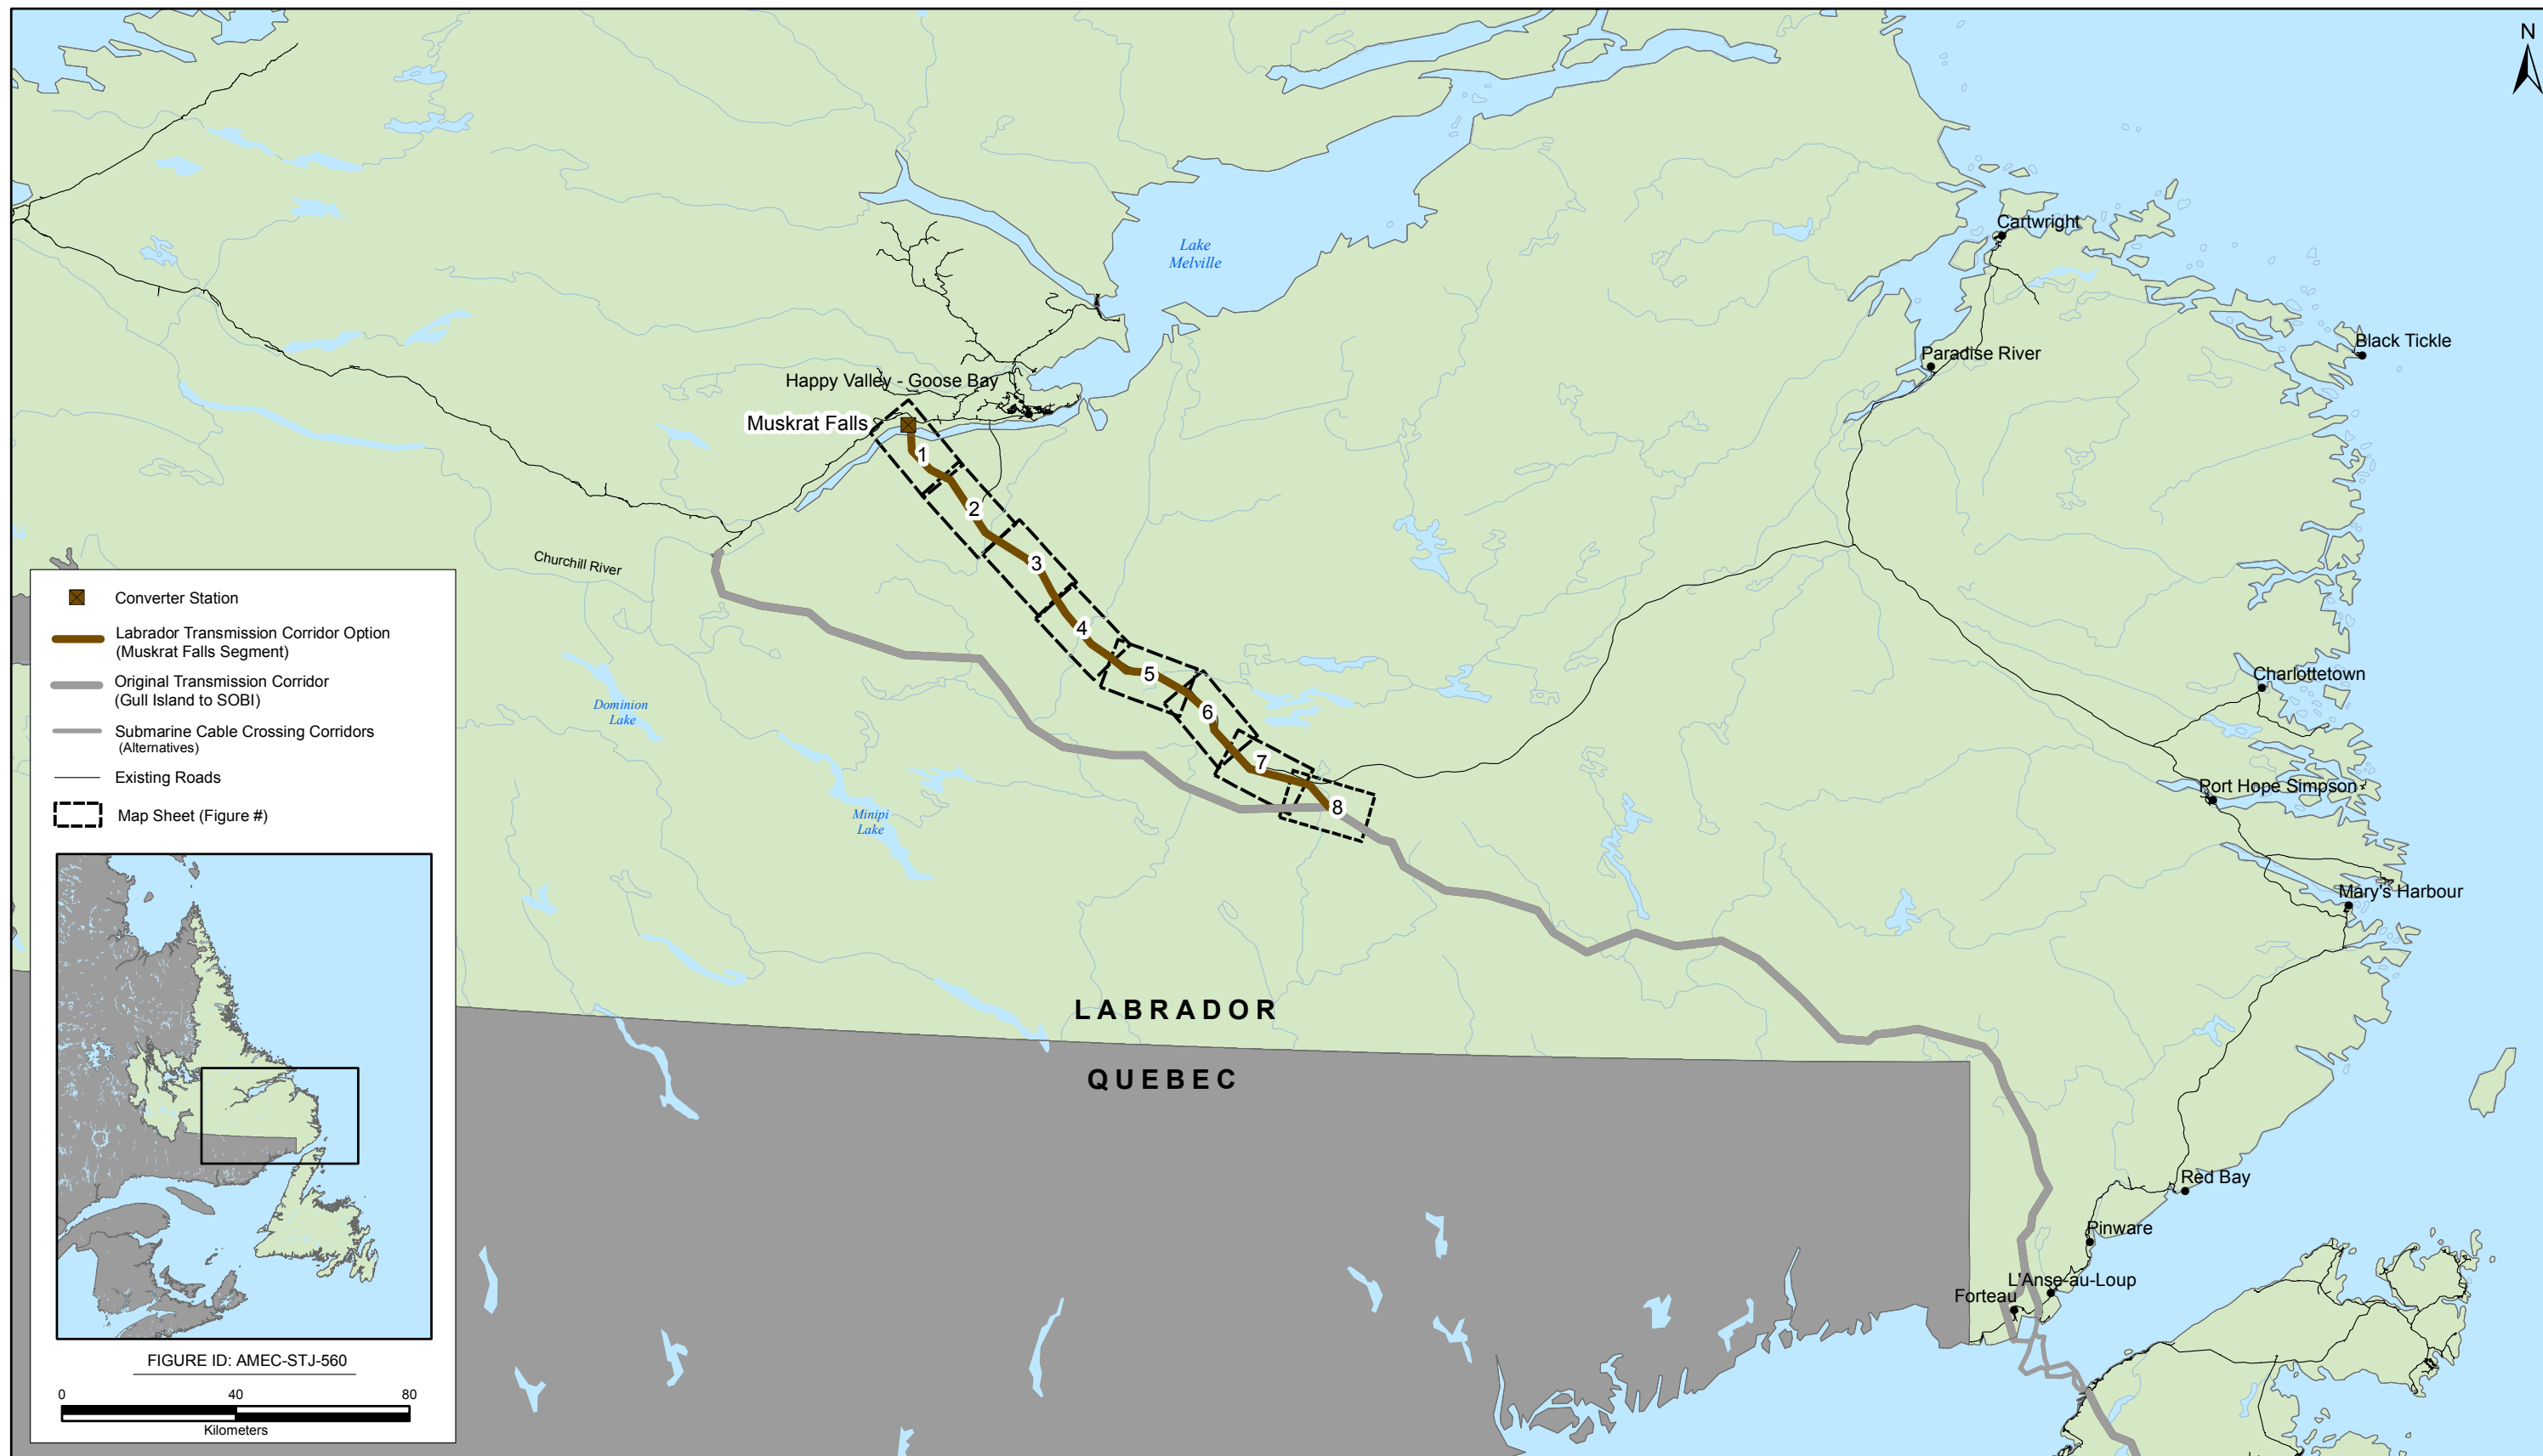 N
Cartwright
Lake
Melville
Black Tickle
Paradise River
Happy Valley - Goose Bay
Muskrat Falls
1
2
3
Churchill River
4
5
6
7
8
Charlottetown
Dominion
Lake
Port Hope Simpson
Minipi
Lake
Mary's Harbour
LABRADOR
QUEBEC
Red Bay
Pinware
L'Anse-au-Loup
Forteau
Converter Station
Labrador Transmission Corridor Option
(Muskrat Falls Segment)
Original Transmission Corridor
(Gull Island to SOBI)
Submarine Cable Crossing Corridors
(Alternatives)
Existing Roads
Map Sheet (Figure #)
FIGURE ID: AMEC-STJ-560
0 40 80
Kilometers